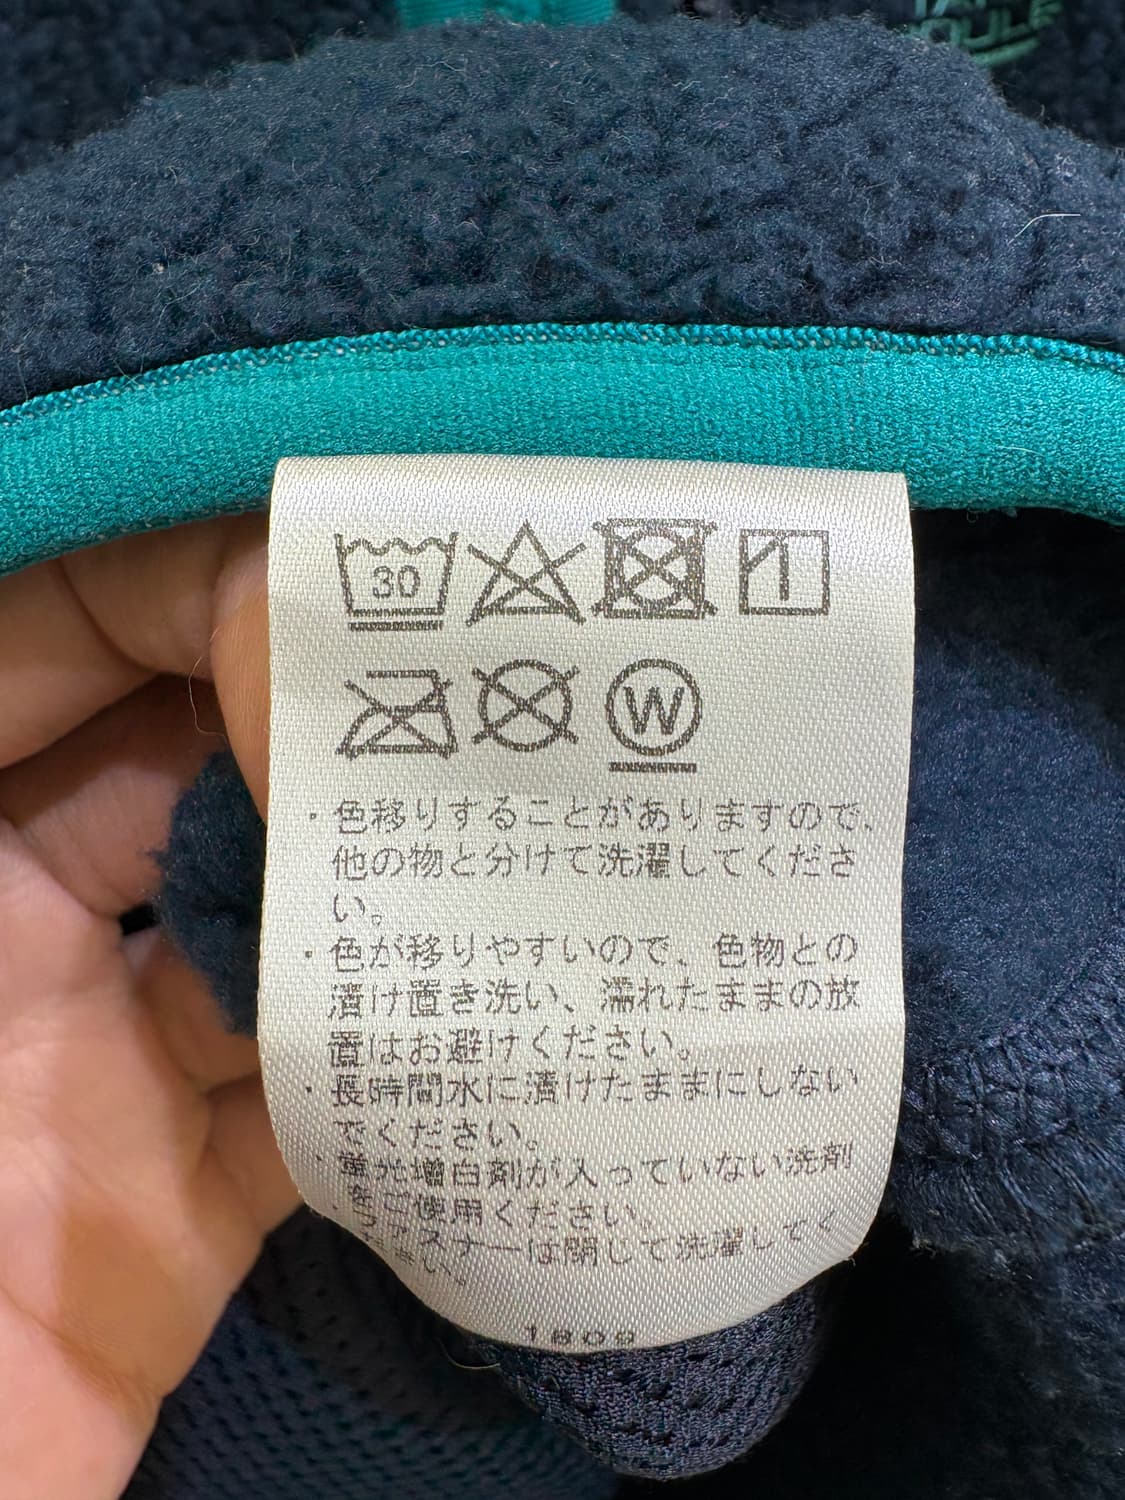 OULE
30
W
・色移りすることがありますので、
他の物と分けて洗濯してくださ
い。
・色が移りやすいので、色物との
漬け置き洗い、濡れたままの放
置はお避けください。
・長時間水に漬けたままにしない
でください。
・蛍光増白剤が入っていない洗剤
をご使用ください。
・ファスナーは閉じて洗濯してく
ださい。